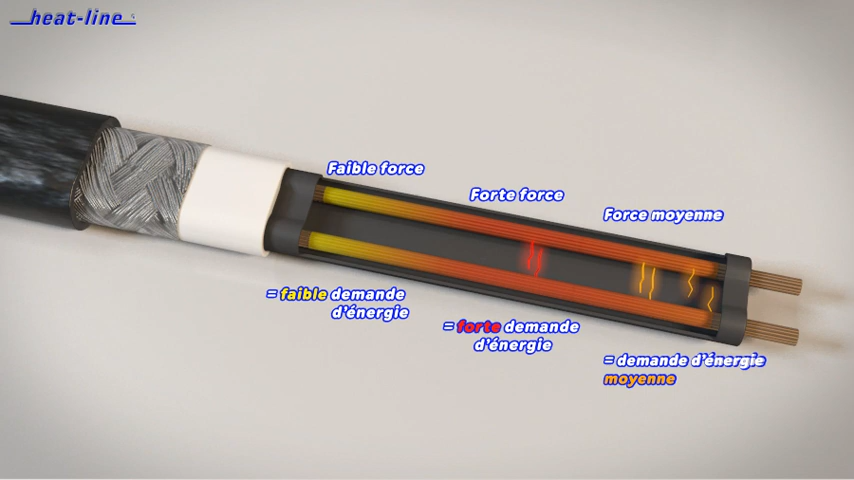 heat-line
Faible force
Forte force
Force moyenne
= faible demande
d'énergie
= forte demande
d'énergie
= demande d'énergie
moyenne